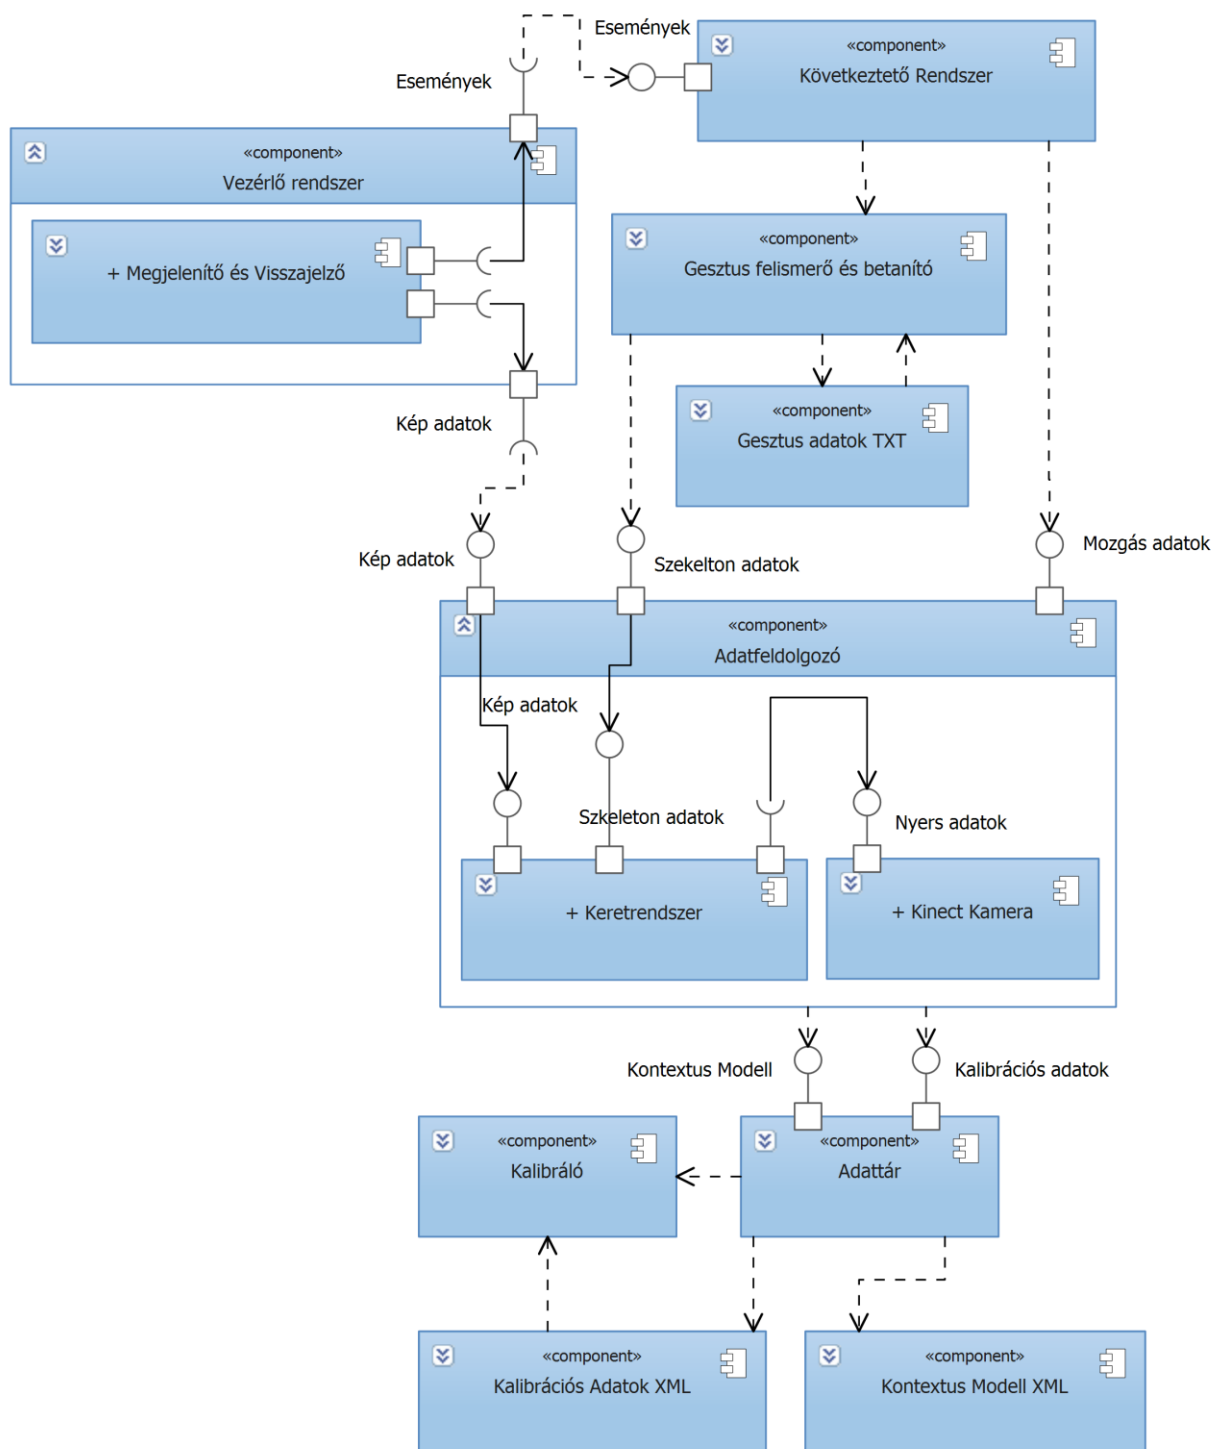 Események
«component»
Következtető Rendszer
Események
«component»
Vezérlő rendszer
+ Megjelenítő és Visszajelző
«component»
Gesztus felismerő és betanító
«component»
Gesztus adatok TXT
Kép adatok
Kép adatok
Szekelton adatok
Mozgás adatok
«component»
Adatfeldolgozó
Kép adatok
Szkeleton adatok
Nyers adatok
+ Keretrendszer
+ Kinect Kamera
Kontextus Modell
Kalibrációs adatok
«component»
Kalibráló
«component»
Adattár
«component»
Kalibrációs Adatok XML
«component»
Kontextus Modell XML